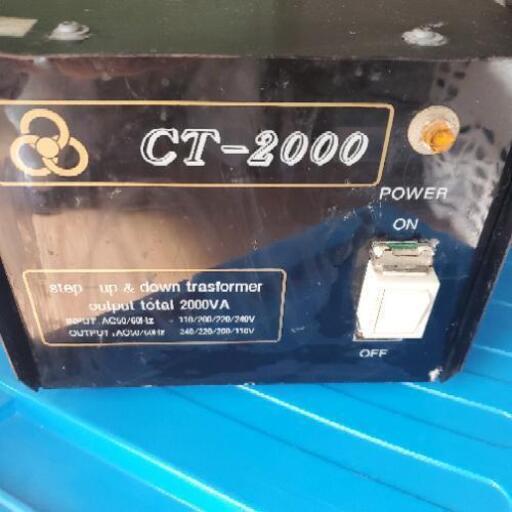 CT-2000
POWER
ON
step up & down trasformer
output total 2000VA
INPUT .AC50/60Hz - 110/200/220/240V
OUTPUT .AC50/60Hz 240/220/200/110V
OFF